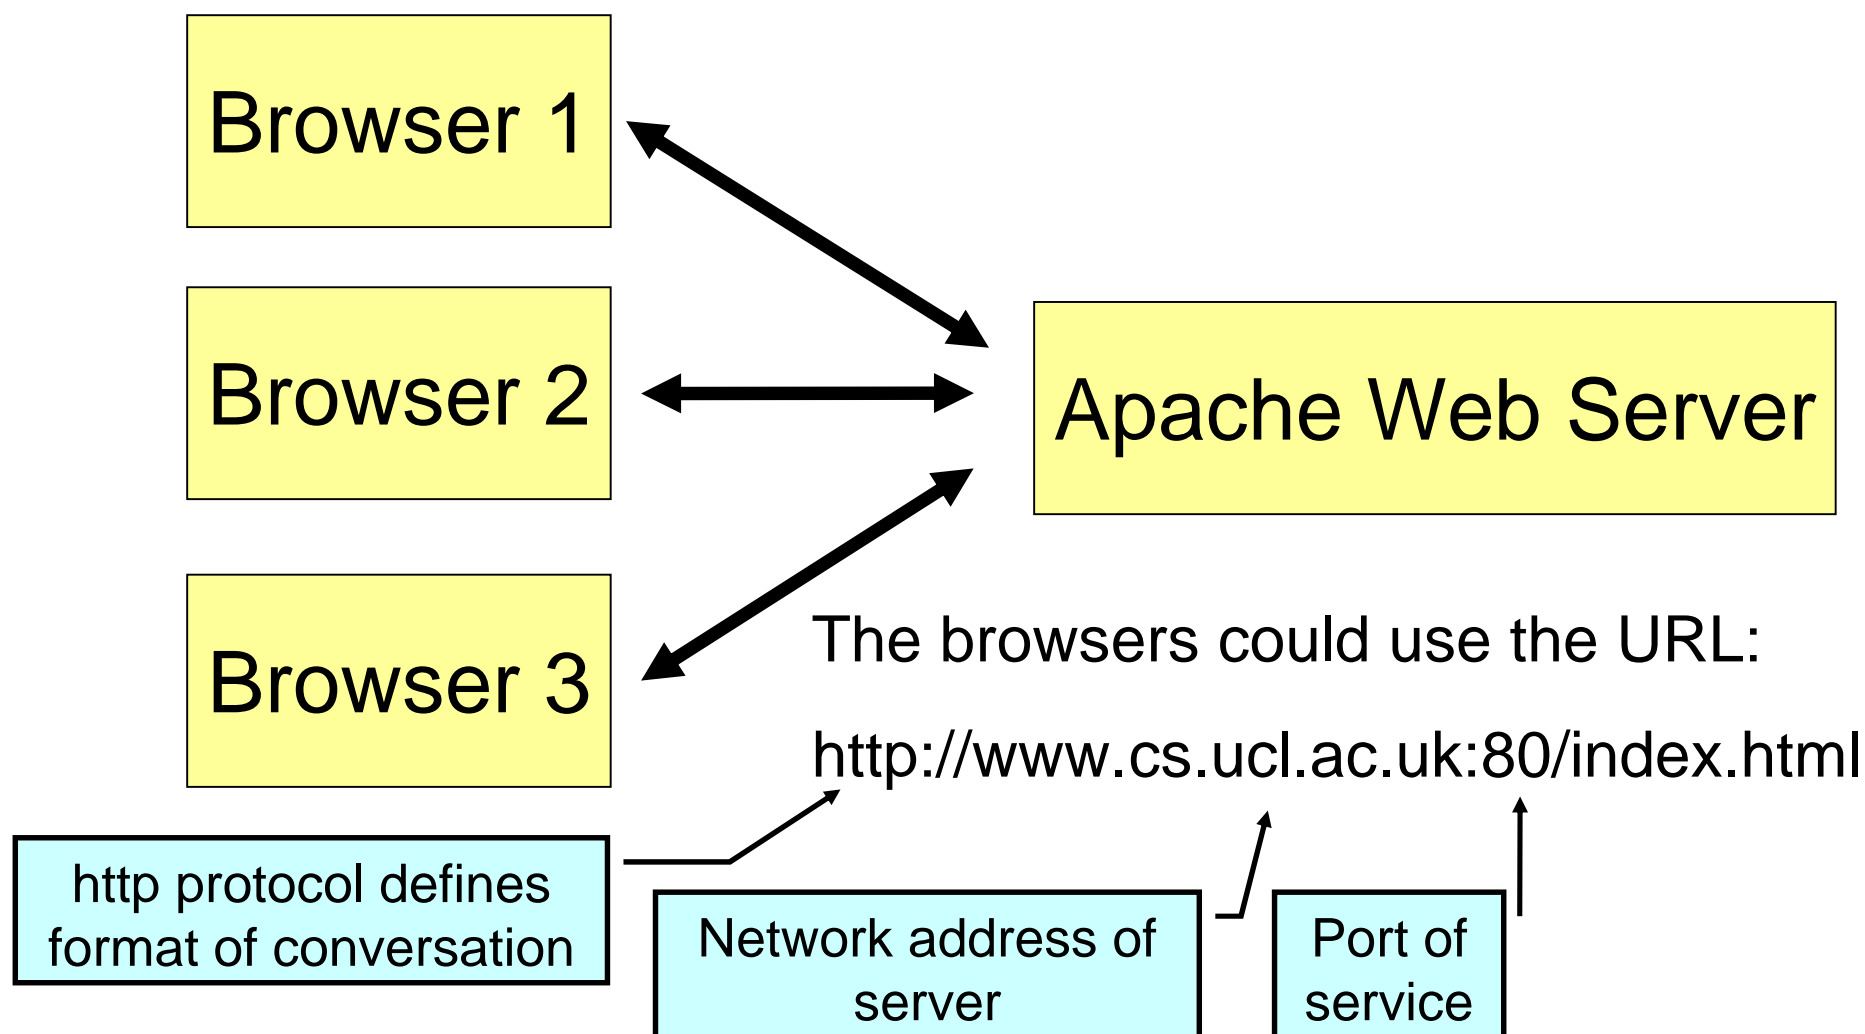 Browser 1
Browser 2
Apache Web Server
Browser 3
The browsers could use the URL:
http://www.cs.ucl.ac.uk:80/index.html
http protocol defines
format of conversation
Network address of
server
Port of
service